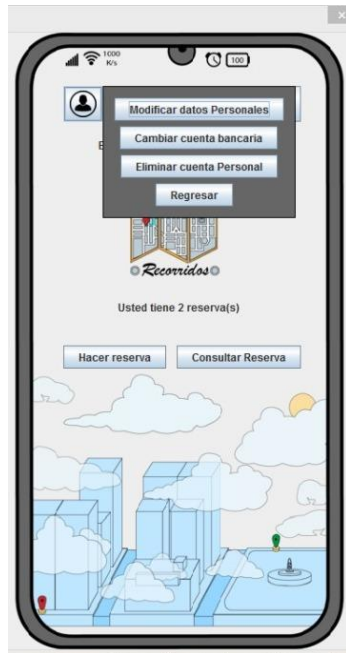 1000
K/s
100
Modificar datos Personales
Cambiar cuenta bancaria
Eliminar cuenta Personal
Regresar
Recorridos
Usted tiene 2 reserva(s)
Hacer reserva
Consultar Reserva